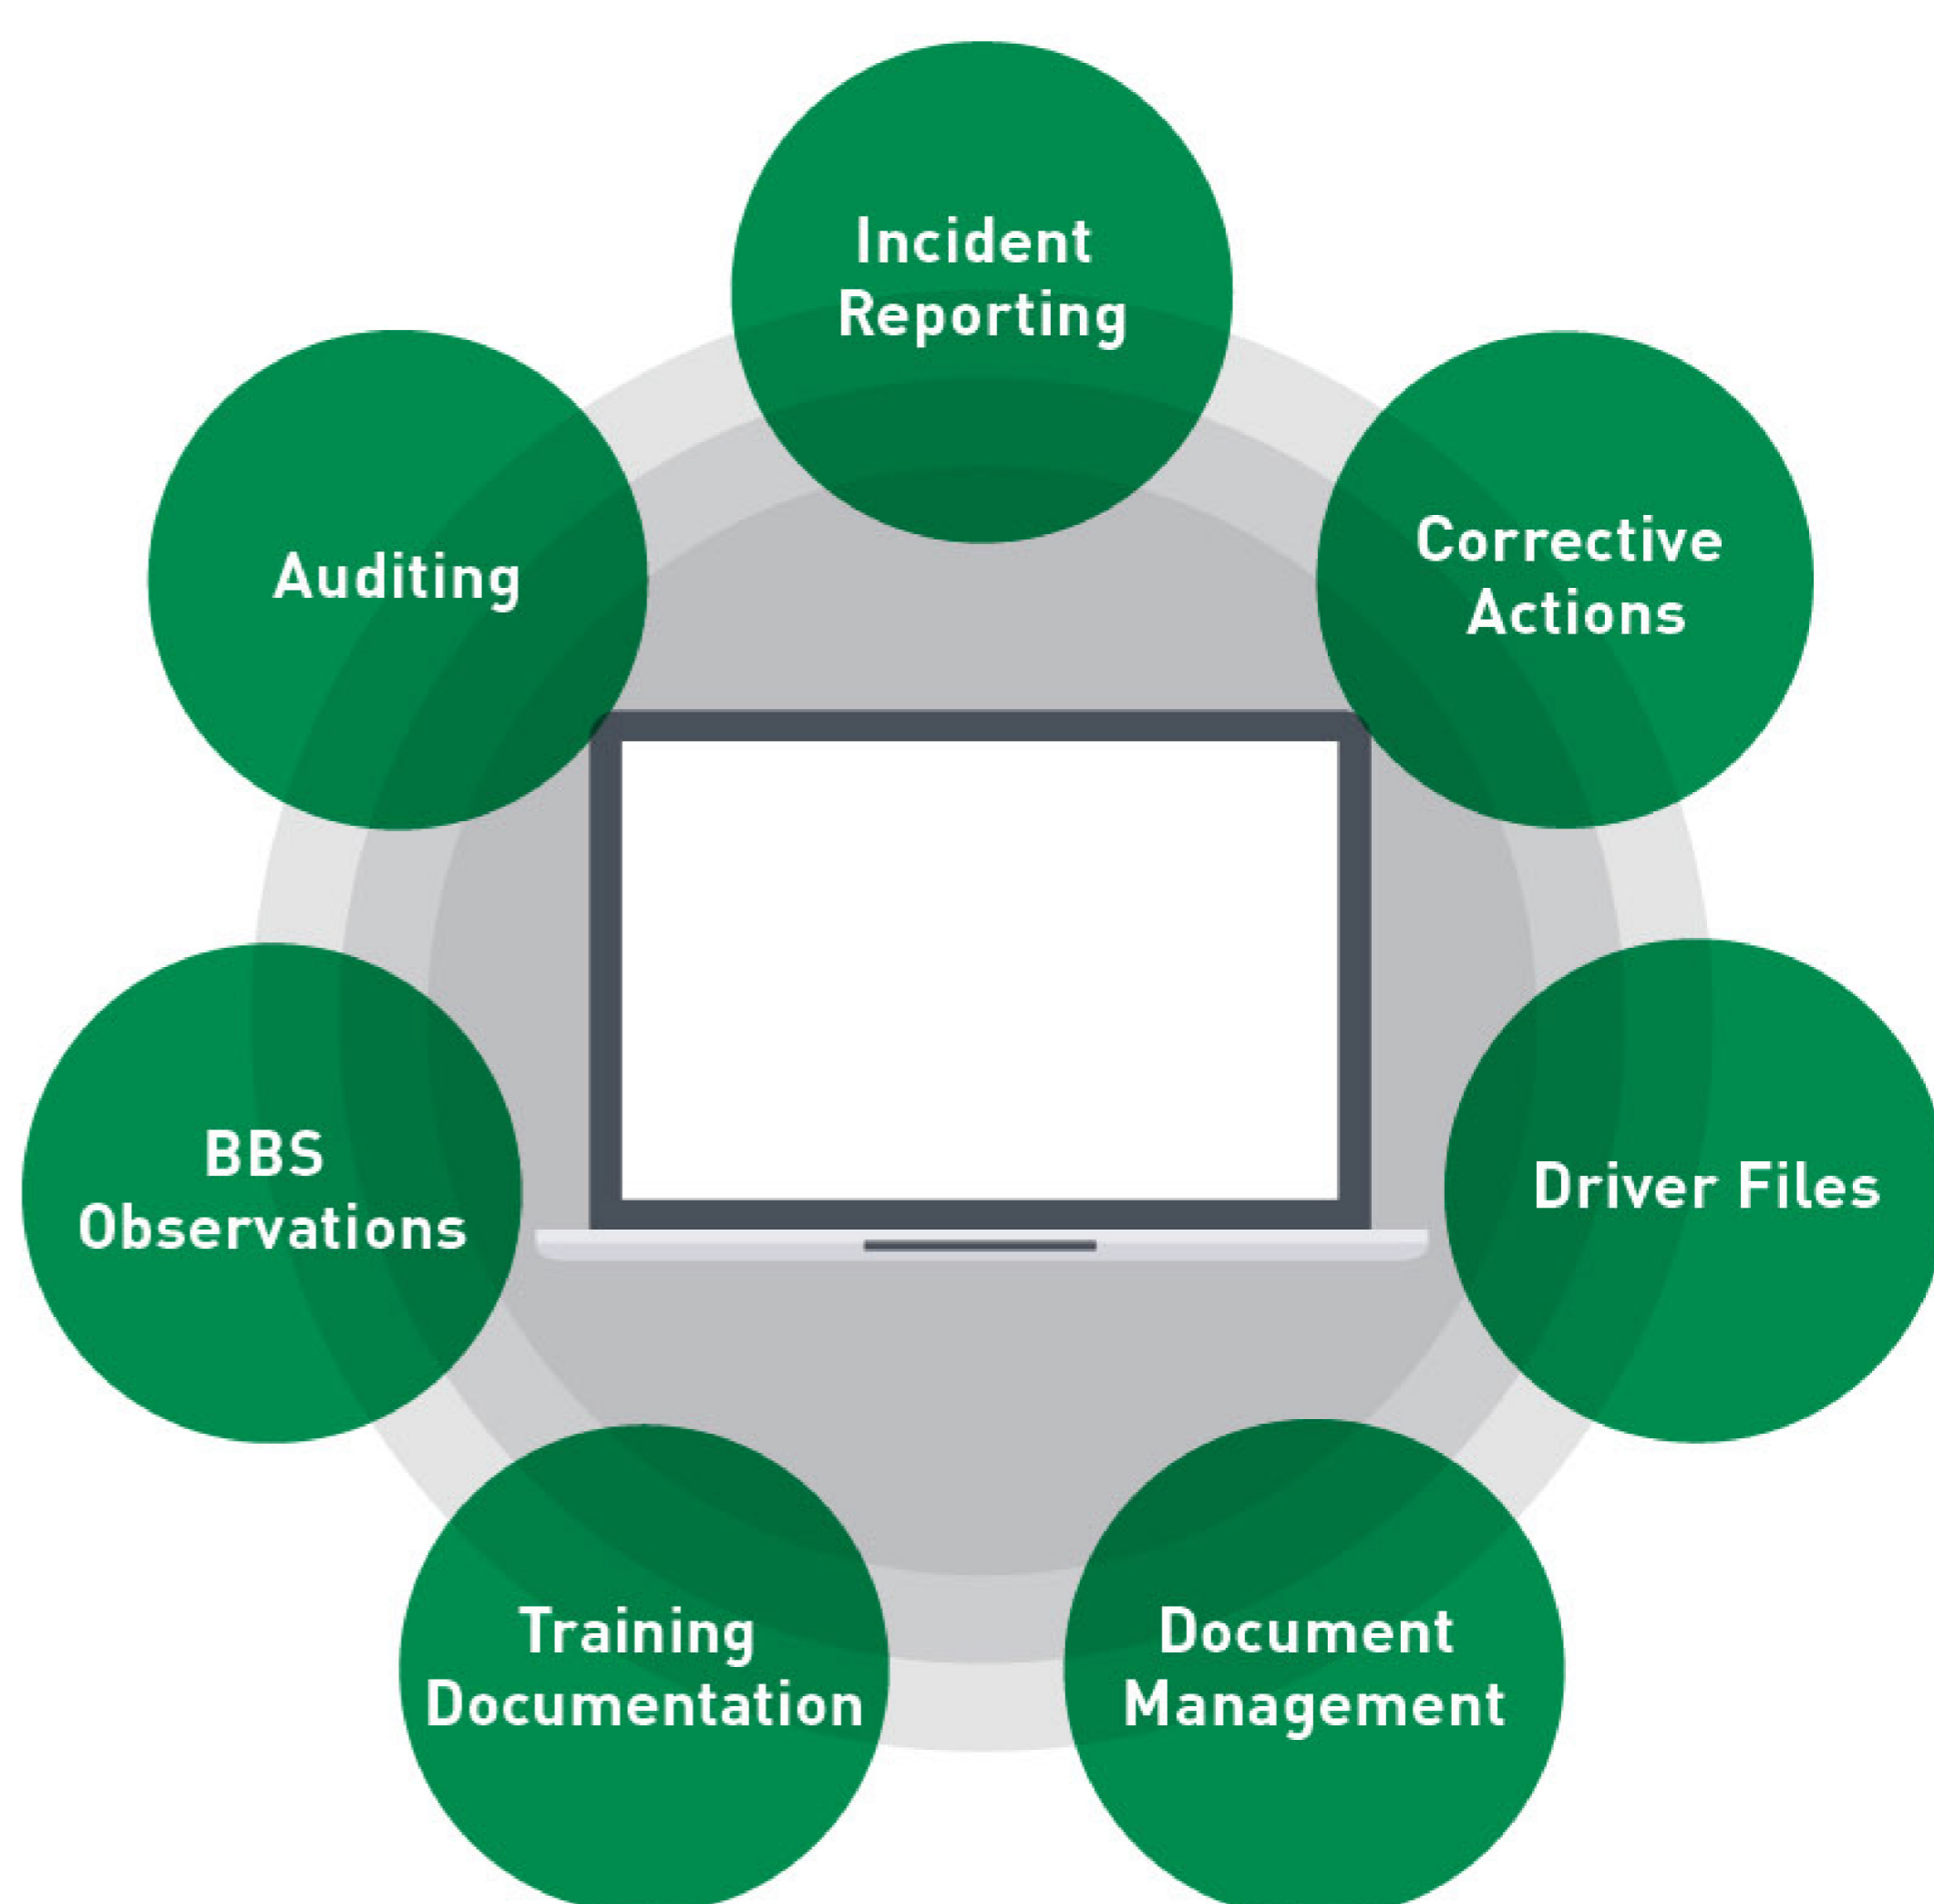 Incident
Reporting
Corrective
Actions
Auditing
BBS
Observations
Driver Files
Training
Documentation
Document
Management